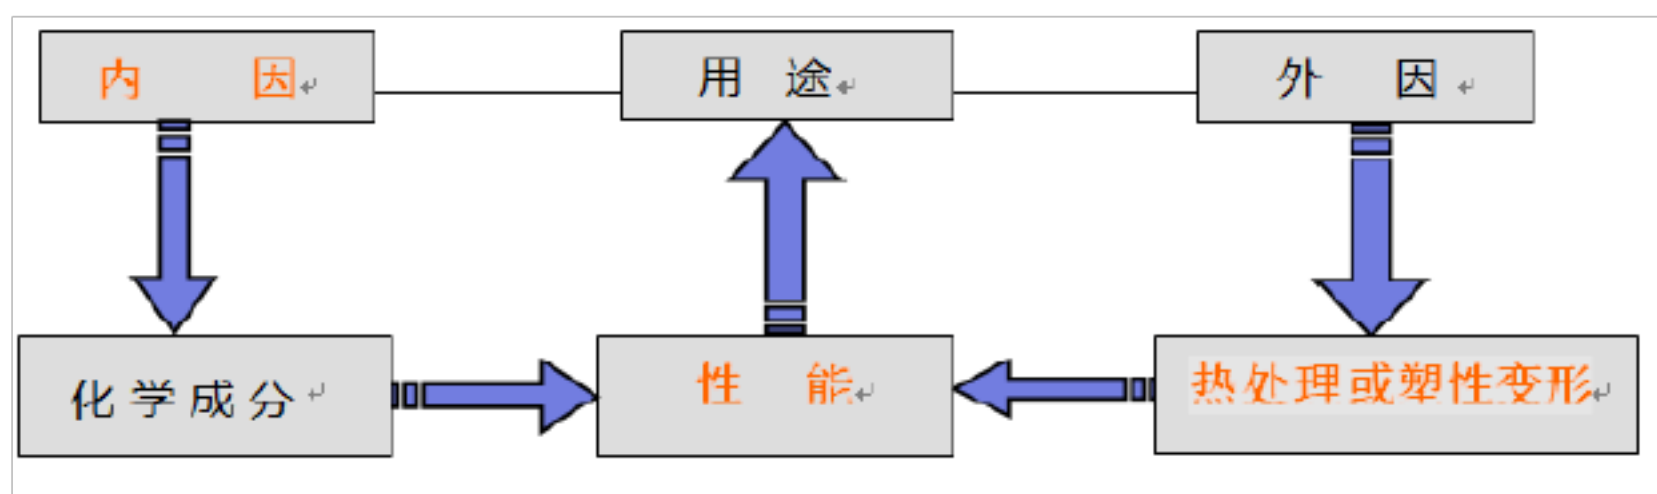 内 因
用 途
外 因
化学成分
性 能
热处理或塑性变形